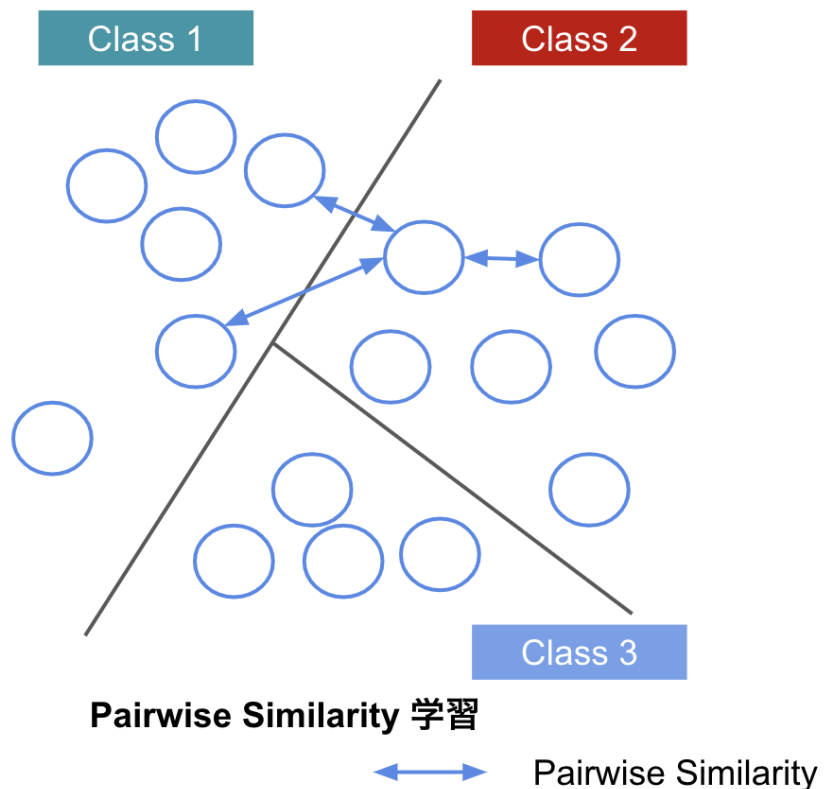 Class 1
Class 2
Class 3
Pairwise Similarity 学習
Pairwise Similarity